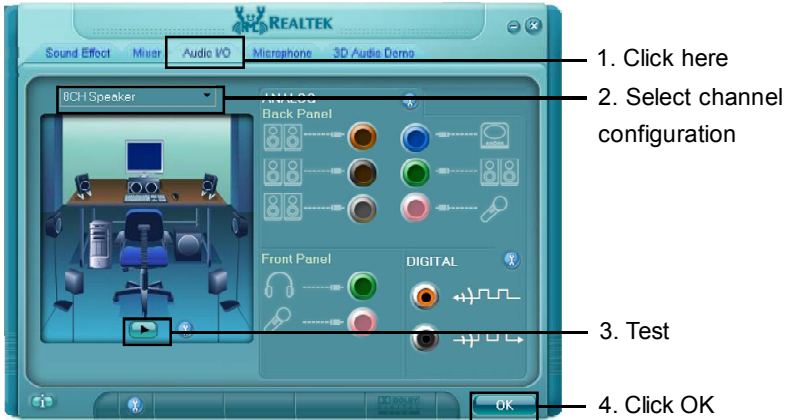 REALTEK
Sound Effect Mixer Audio I/O Microphone 3D Audio Demo
1. Click here
8CH Speaker
2. Select channel
configuration
ANALOG
Back Panel
Front Panel
DIGITAL
3. Test
OK
4. Click OK